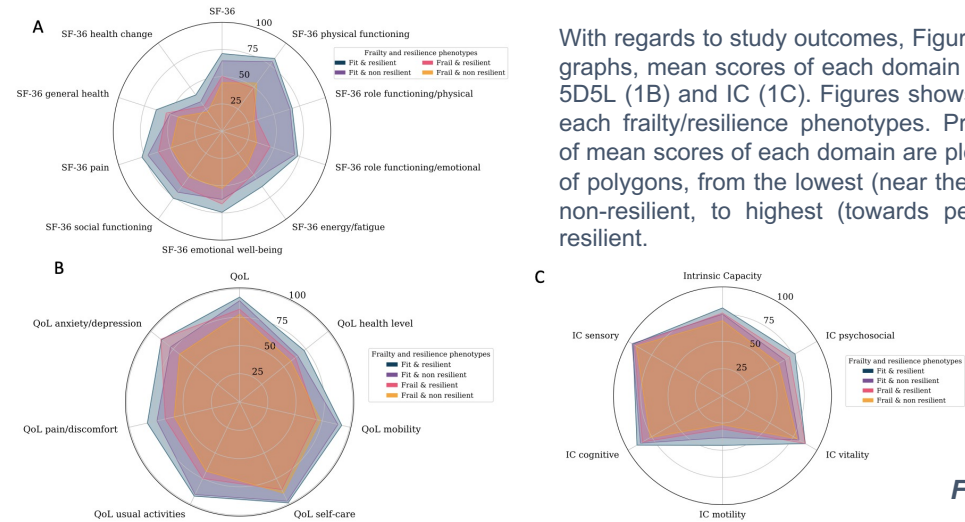 A
SF-36
100
75
50
25
SF-36 physical functioning
SF-36 role functioning/physical
SF-36 role functioning/emotional
SF-36 energy/fatigue
SF-36 emotional well-being
SF-36 social functioning
SF-36 pain
SF-36 general health
SF-36 health change
Frailty and resilience phenotypes
Fit & resilient Frail & resilient
Fit & non resilient Frail & non resilient
With regards to study outcomes, Figur
graphs, mean scores of each domain
5D5L (1B) and IC (1C). Figures shows
each frailty/resilience phenotypes. Pr
of mean scores of each domain are plo
of polygons, from the lowest (near the
non-resilient, to highest (towards pe
resilient.
B
QoL
100
75
50
25
QoL health level
QoL mobility
QoL self-care
QoL usual activities
QoL pain/discomfort
QoL anxiety/depression
Frailty and resilience phenotypes
Fit & resilient
Fit & non resilient
Frail & resilient
Frail & non resilient
C
Intrinsic Capacity
100
75
50
25
IC psychosocial
IC vitality
IC motility
IC cognitive
IC sensory
Frailty and resilience phenotypes
Fit & resilient
Fit & non resilient
Frail & resilient
Frail & non resilient
F